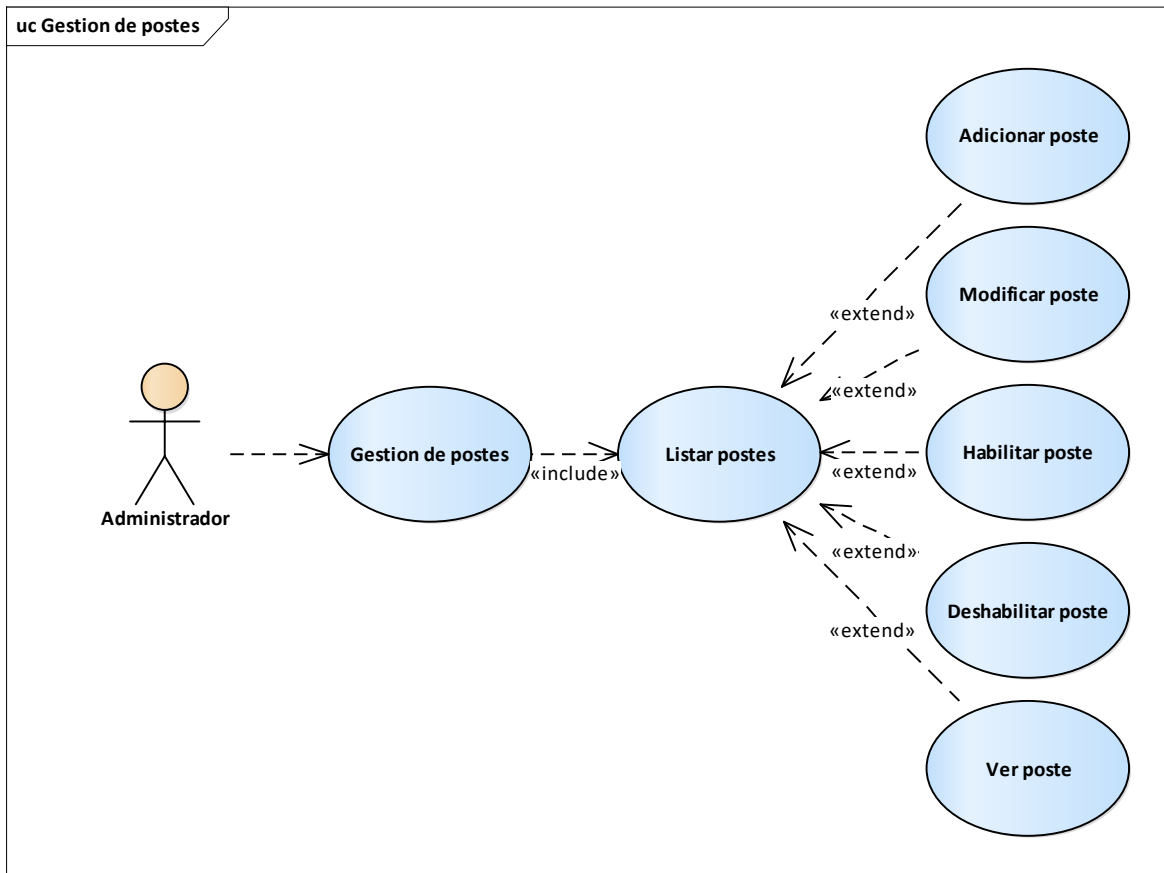 uc Gestion de postes
Adicionar poste
Modificar poste
«extend»
«extend»
Administrador
Gestion de postes
«include»
Listar postes
Habilitar poste
«extend»
«extend»
Deshabilitar poste
«extend»
Ver poste